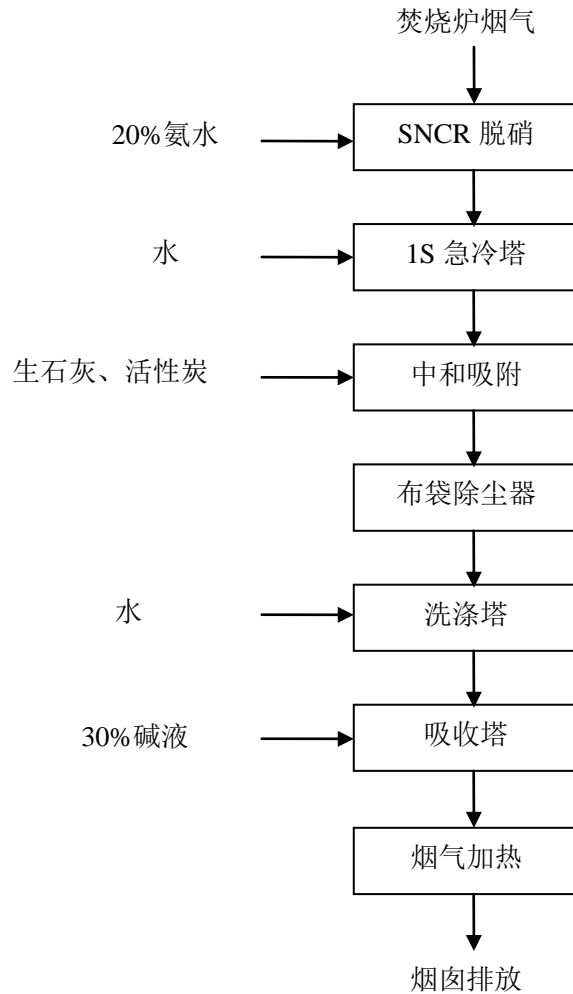 焚烧炉烟气
20%氨水
SNCR 脱硝
水
1S 急冷塔
生石灰、活性炭
中和吸附
布袋除尘器
水
洗涤塔
30%碱液
吸收塔
烟气加热
烟囱排放